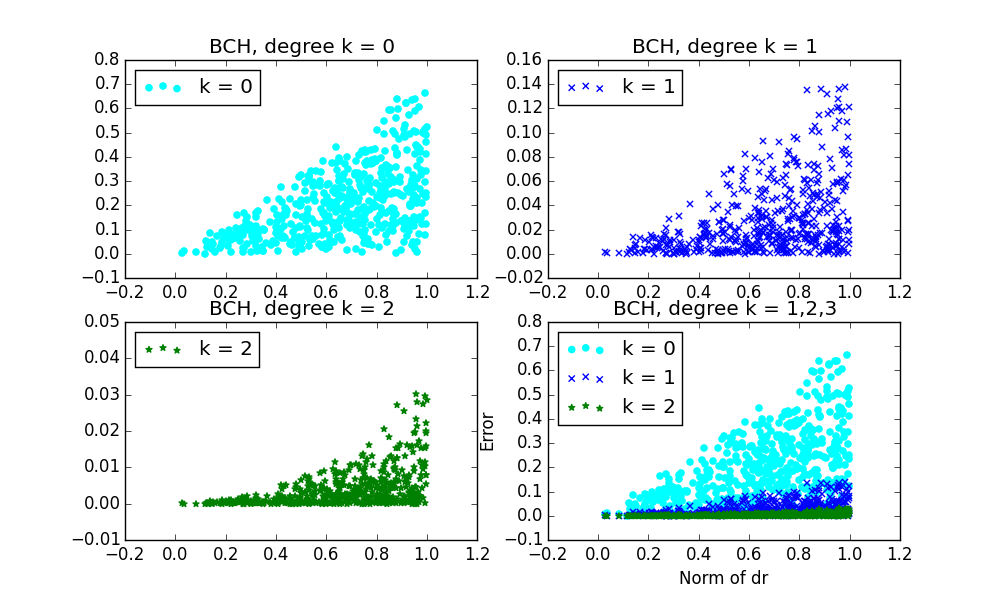 BCH, degree k = 0
0.8
0.7
0.6
0.5
0.4
0.3
0.2
0.1
0.0
−0.1
k = 0
−0.2 0.0 0.2 0.4 0.6 0.8 1.0 1.2
BCH, degree k = 1
0.16
0.14
0.12
0.10
0.08
0.06
0.04
0.02
0.00
−0.02
k = 1
−0.2 0.0 0.2 0.4 0.6 0.8 1.0 1.2
BCH, degree k = 2
0.05
0.04
0.03
0.02
0.01
0.00
−0.01
k = 2
−0.2 0.0 0.2 0.4 0.6 0.8 1.0 1.2
BCH, degree k = 1,2,3
Error
0.8
0.7
0.6
0.5
0.4
0.3
0.2
0.1
0.0
−0.1
k = 0
k = 1
k = 2
−0.2 0.0 0.2 0.4 0.6 0.8 1.0 1.2
Norm of dr